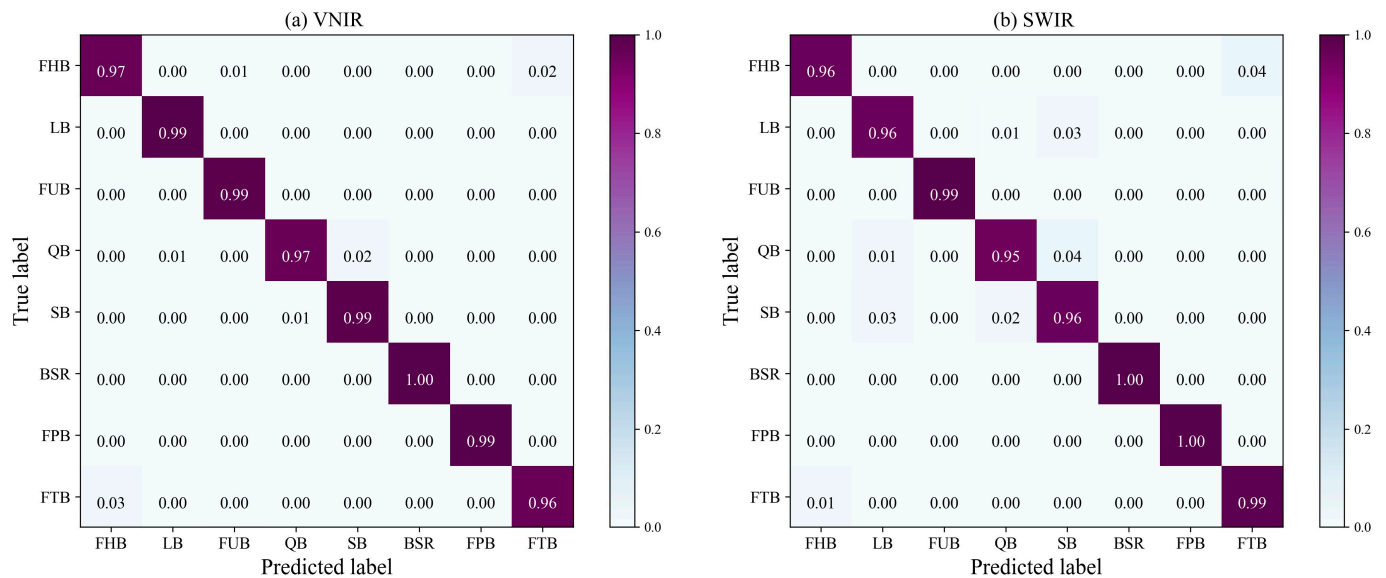 (a) VNIR
FHB 0.97 0.00 0.01 0.00 0.00 0.00 0.00 0.02
LB 0.00 0.99 0.00 0.00 0.00 0.00 0.00 0.00
FUB 0.00 0.00 0.99 0.00 0.00 0.00 0.00 0.00
QB 0.00 0.01 0.00 0.97 0.02 0.00 0.00 0.00
SB 0.00 0.00 0.00 0.01 0.99 0.00 0.00 0.00
BSR 0.00 0.00 0.00 0.00 0.00 1.00 0.00 0.00
FPB 0.00 0.00 0.00 0.00 0.00 0.00 0.99 0.00
FTB 0.03 0.00 0.00 0.00 0.00 0.00 0.00 0.96
FHB LB FUB QB SB BSR FPB FTB
Predicted label
True label
1.0
0.8
0.6
0.4
0.2
0.0
(b) SWIR
FHB 0.96 0.00 0.00 0.00 0.00 0.00 0.00 0.04
LB 0.00 0.96 0.00 0.01 0.03 0.00 0.00 0.00
FUB 0.00 0.00 0.99 0.00 0.00 0.00 0.00 0.00
QB 0.00 0.01 0.00 0.95 0.04 0.00 0.00 0.00
SB 0.00 0.03 0.00 0.02 0.96 0.00 0.00 0.00
BSR 0.00 0.00 0.00 0.00 0.00 1.00 0.00 0.00
FPB 0.00 0.00 0.00 0.00 0.00 0.00 1.00 0.00
FTB 0.01 0.00 0.00 0.00 0.00 0.00 0.00 0.99
FHB LB FUB QB SB BSR FPB FTB
Predicted label
True label
1.0
0.8
0.6
0.4
0.2
0.0